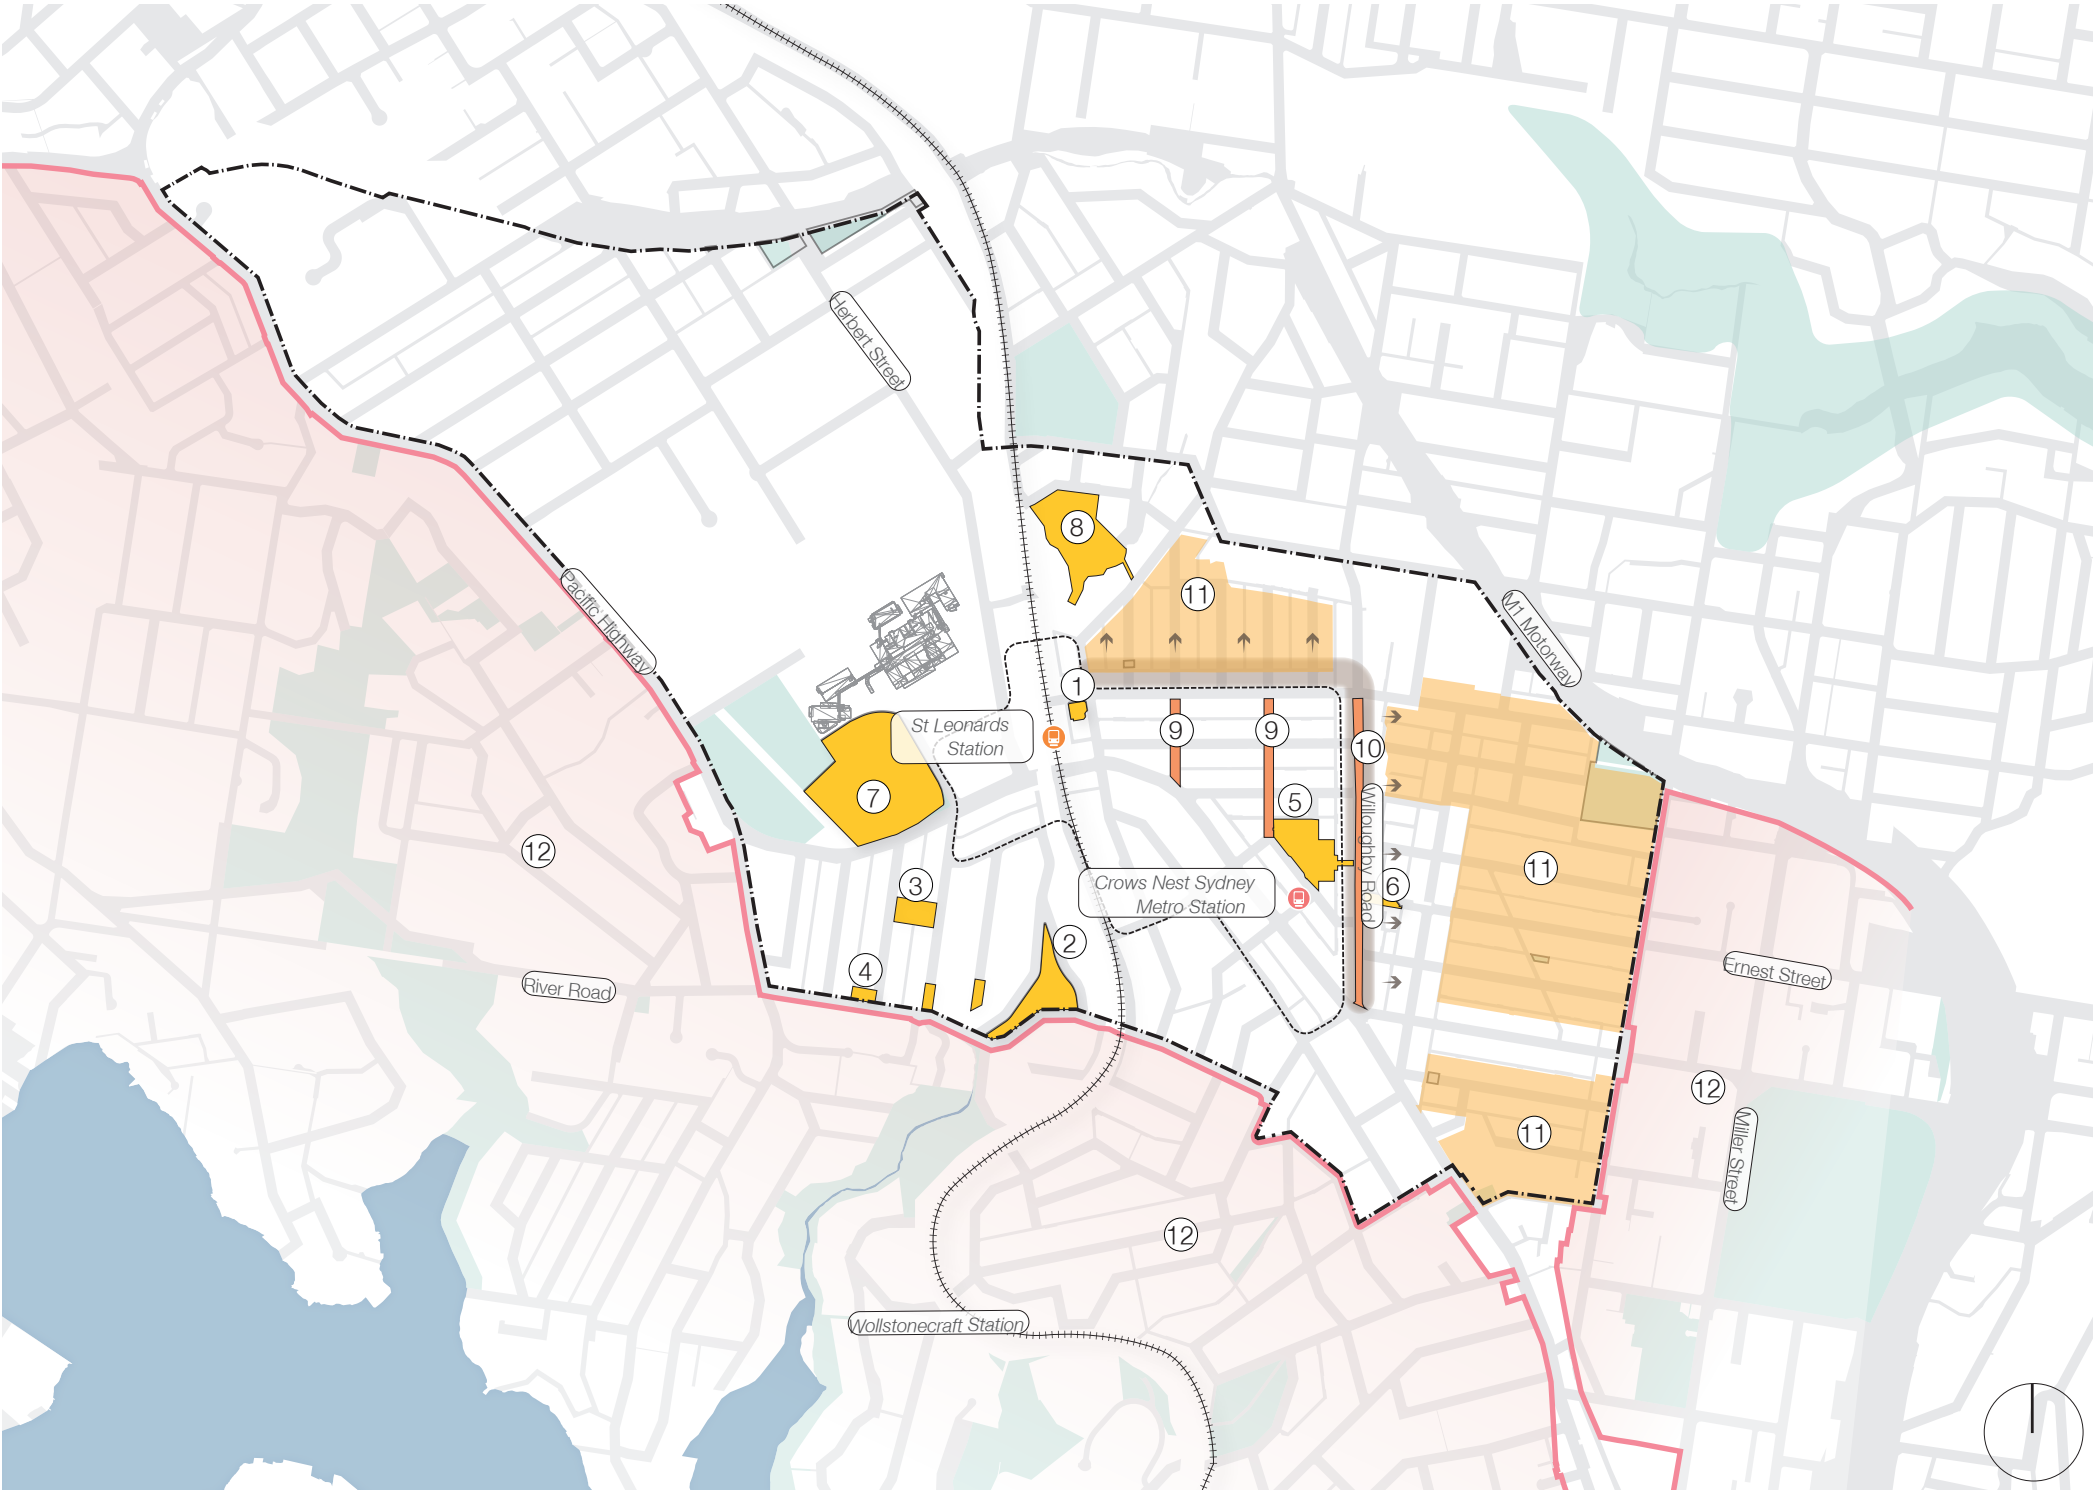 Herbert Street
8
Pacific Highway
11
M1 Motorway
1
St Leonards
Station
9
9
10
7
5
Willoughby Road
12
3
Crows Nest Sydney
Metro Station
6
11
2
4
River Road
Ernest Street
12
Miller Street
11
12
Wollstonecraft Station